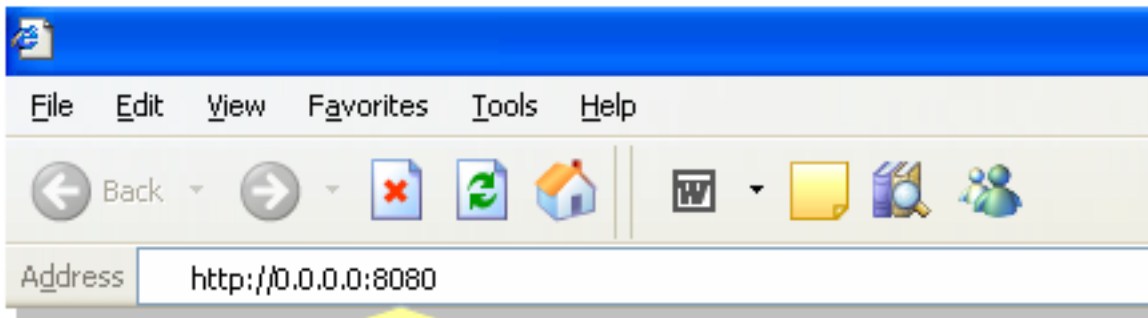 File Edit View Favorites Tools Help
Back W
Address http://0.0.0.0:8080